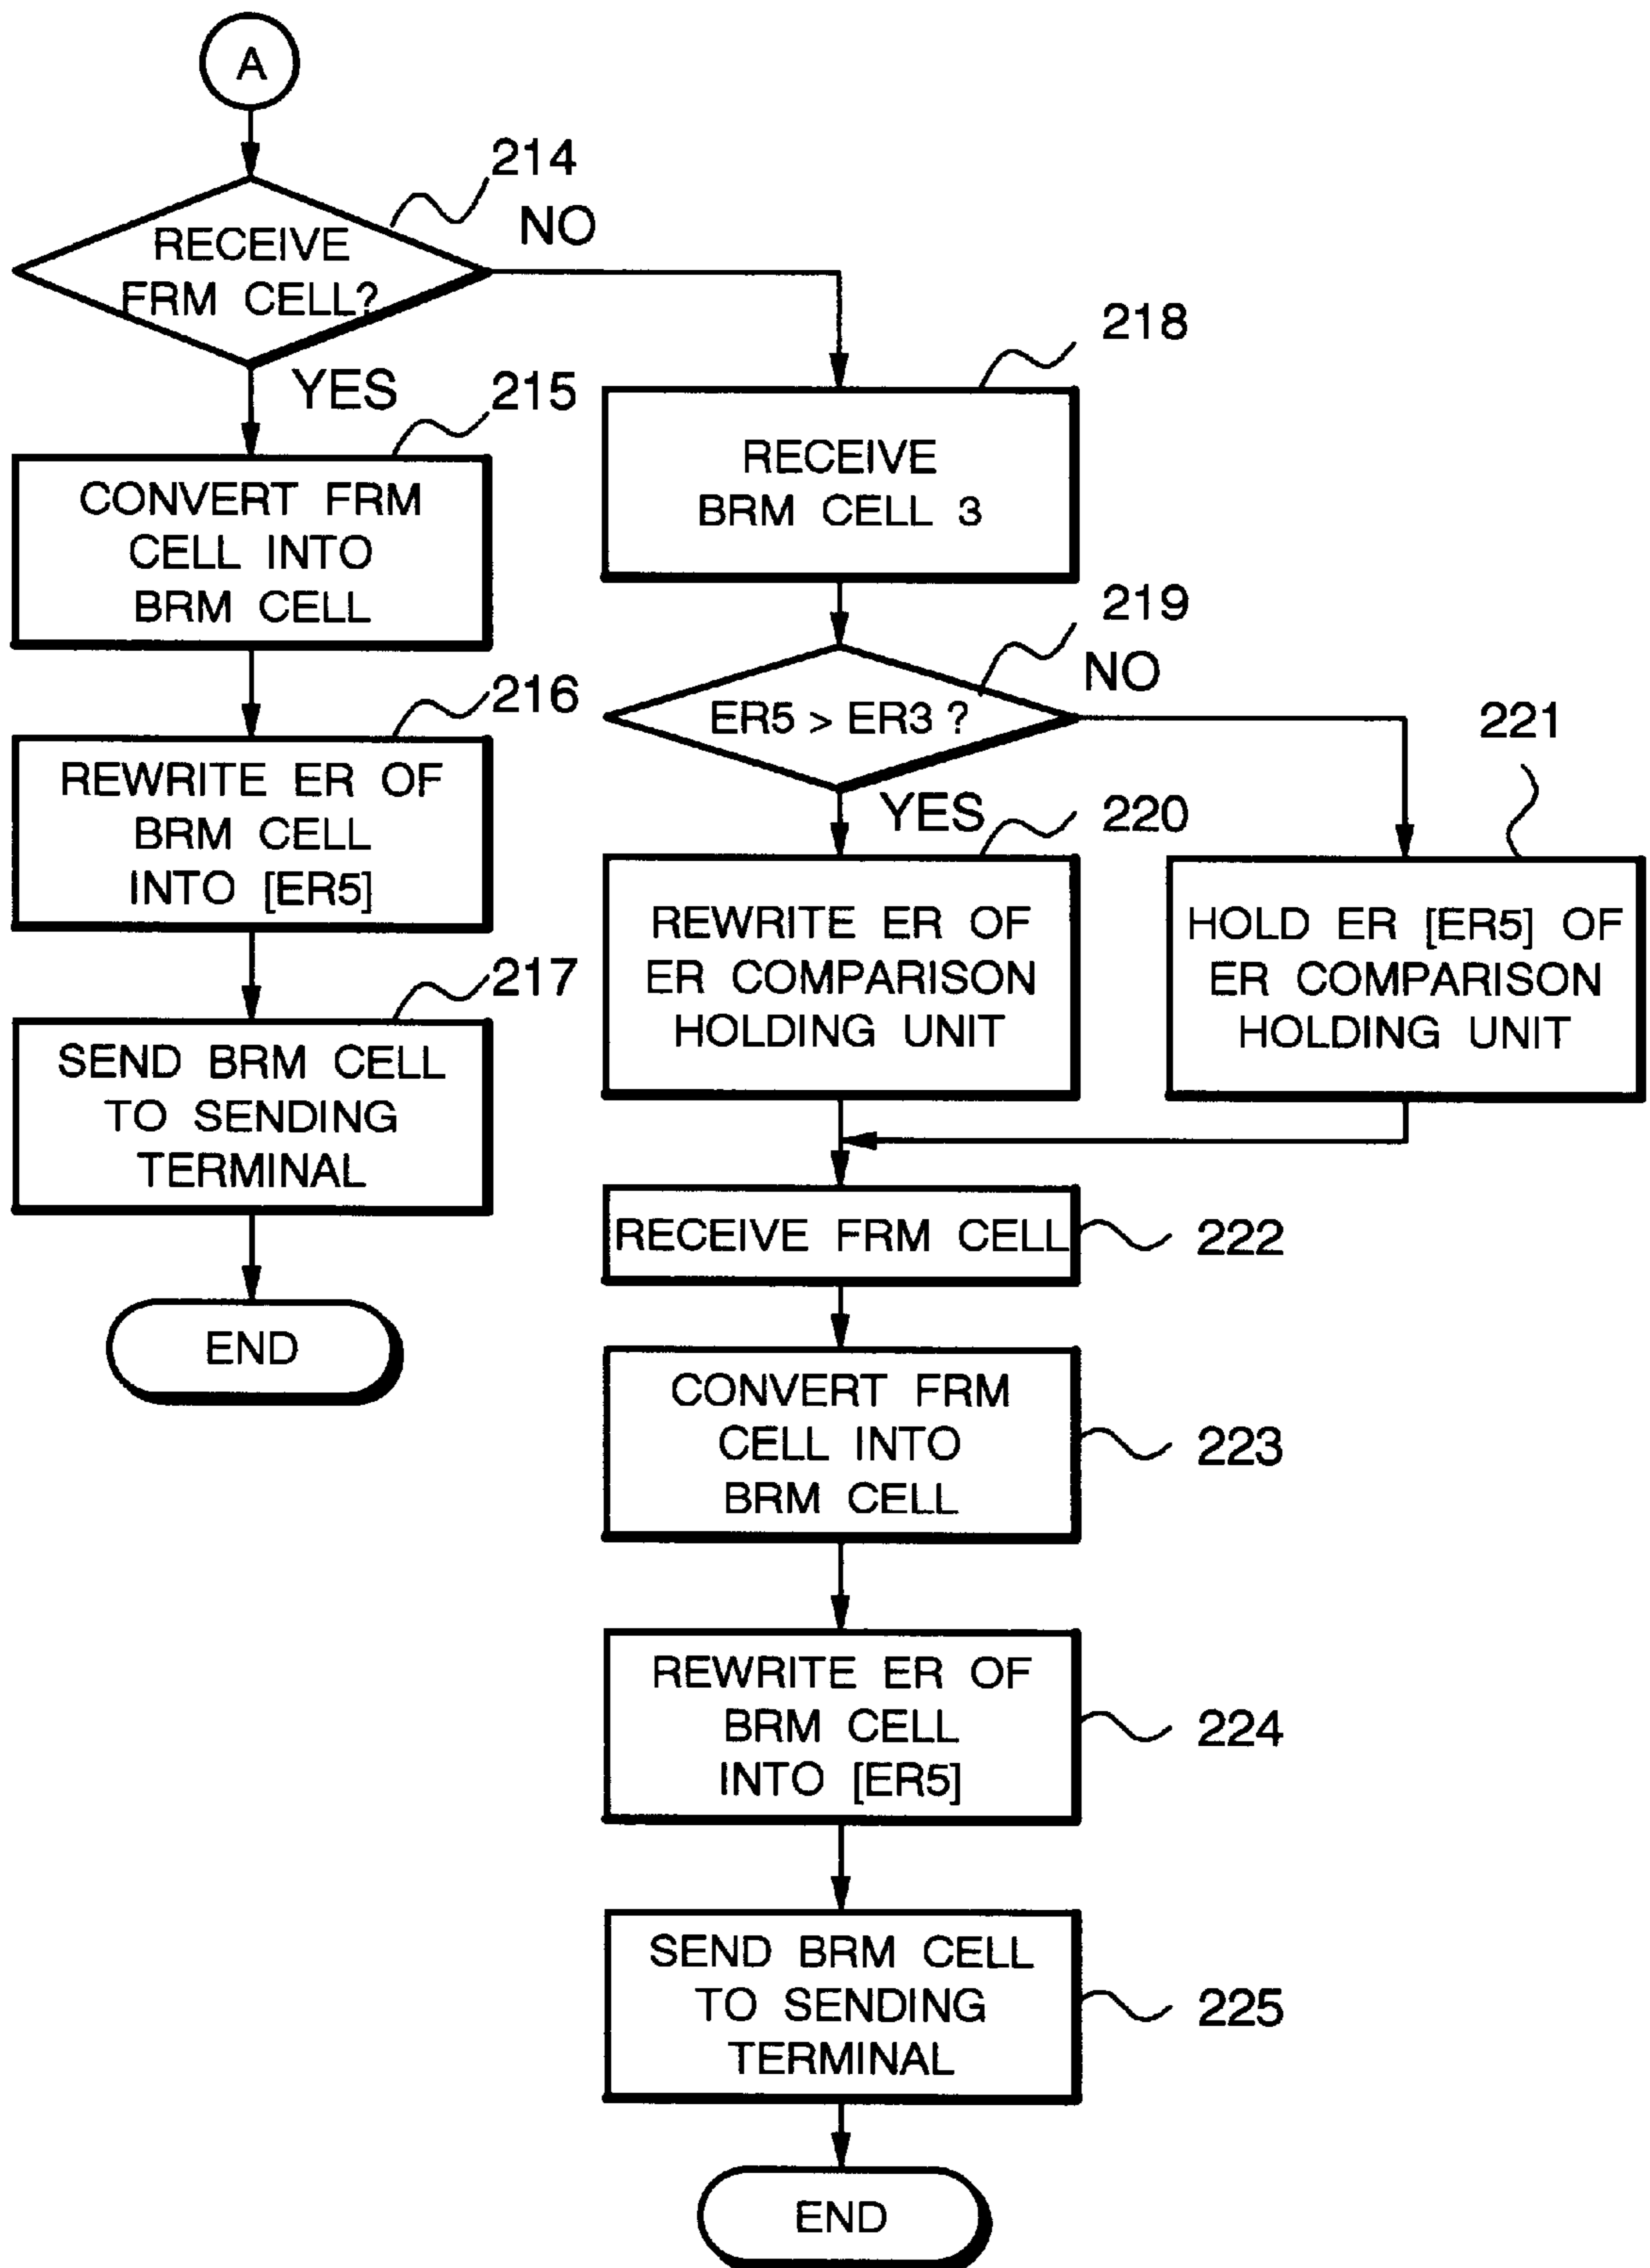 A
214
RECEIVE
FRM CELL?
NO
YES
215
CONVERT FRM
CELL INTO
BRM CELL
216
REWRITE ER OF
BRM CELL
INTO [ER5]
217
SEND BRM CELL
TO SENDING
TERMINAL
END
218
RECEIVE
BRM CELL 3
219
ER5 > ER3 ?
NO
YES
220
REWRITE ER OF
ER COMPARISON
HOLDING UNIT
221
HOLD ER [ER5] OF
ER COMPARISON
HOLDING UNIT
RECEIVE FRM CELL
222
CONVERT FRM
CELL INTO
BRM CELL
223
REWRITE ER OF
BRM CELL
INTO [ER5]
224
SEND BRM CELL
TO SENDING
TERMINAL
225
END